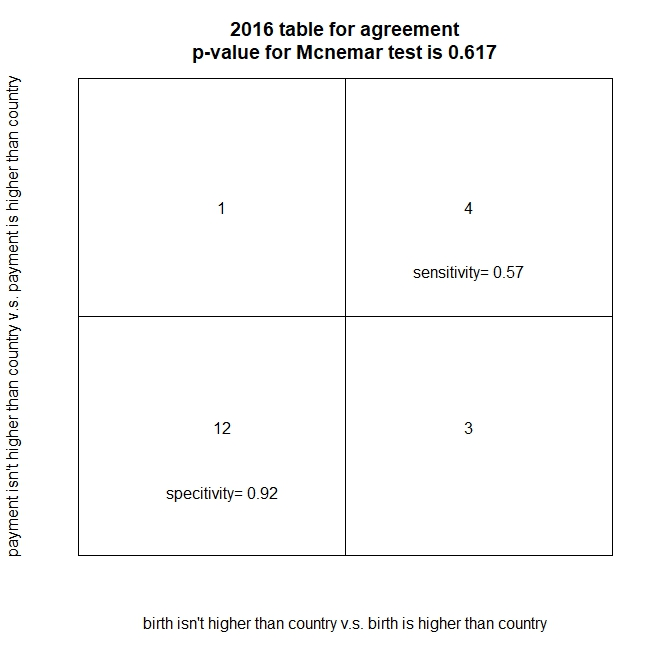 2016 table for agreement
p-value for Mcnemar test is 0.617
payment isn't higher than country v.s. payment is higher than country
1
4
sensitivity= 0.57
12
3
specitivity= 0.92
birth isn't higher than country v.s. birth is higher than country